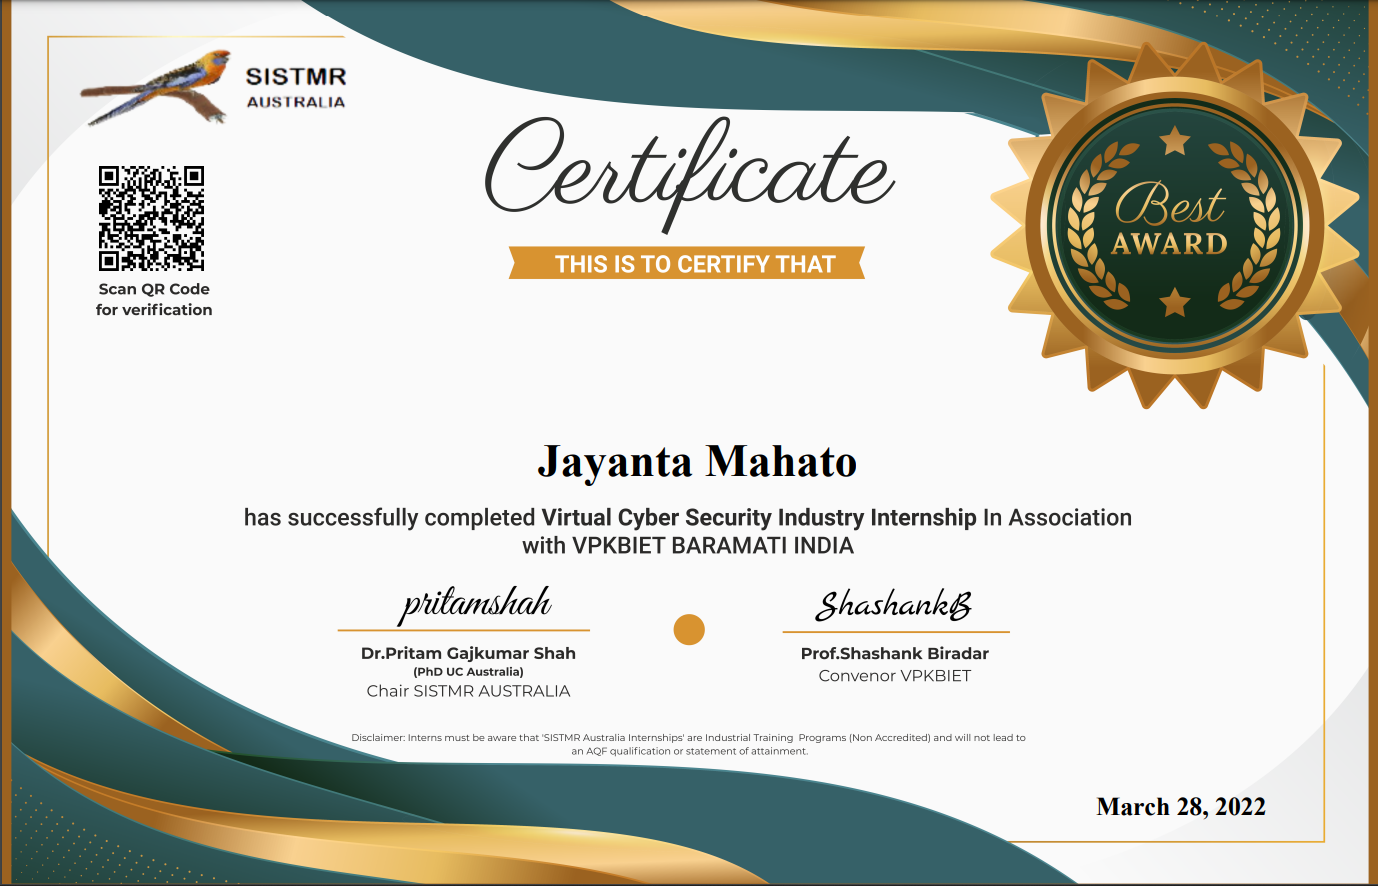 SISTMR
AUSTRALIA
Scan QR Code
for verification
Certificate
THIS IS TO CERTIFY THAT
Best
AWARD
Jayanta Mahato
has successfully completed Virtual Cyber Security Industry Internship In Association
with VPKBIET BARAMATI INDIA
pritamshah
Dr.Pritam Gajkumar Shah
(PhD UC Australia)
Chair SISTMR AUSTRALIA
ShashankB
Prof.Shashank Biradar
Convenor VPKBIET
Disclaimer: Interns must be aware that 'SISTMR Australia Internships' are Industrial Training Programs (Non Accredited) and will not lead to
an AQF qualification or statement of attainment.
March 28, 2022